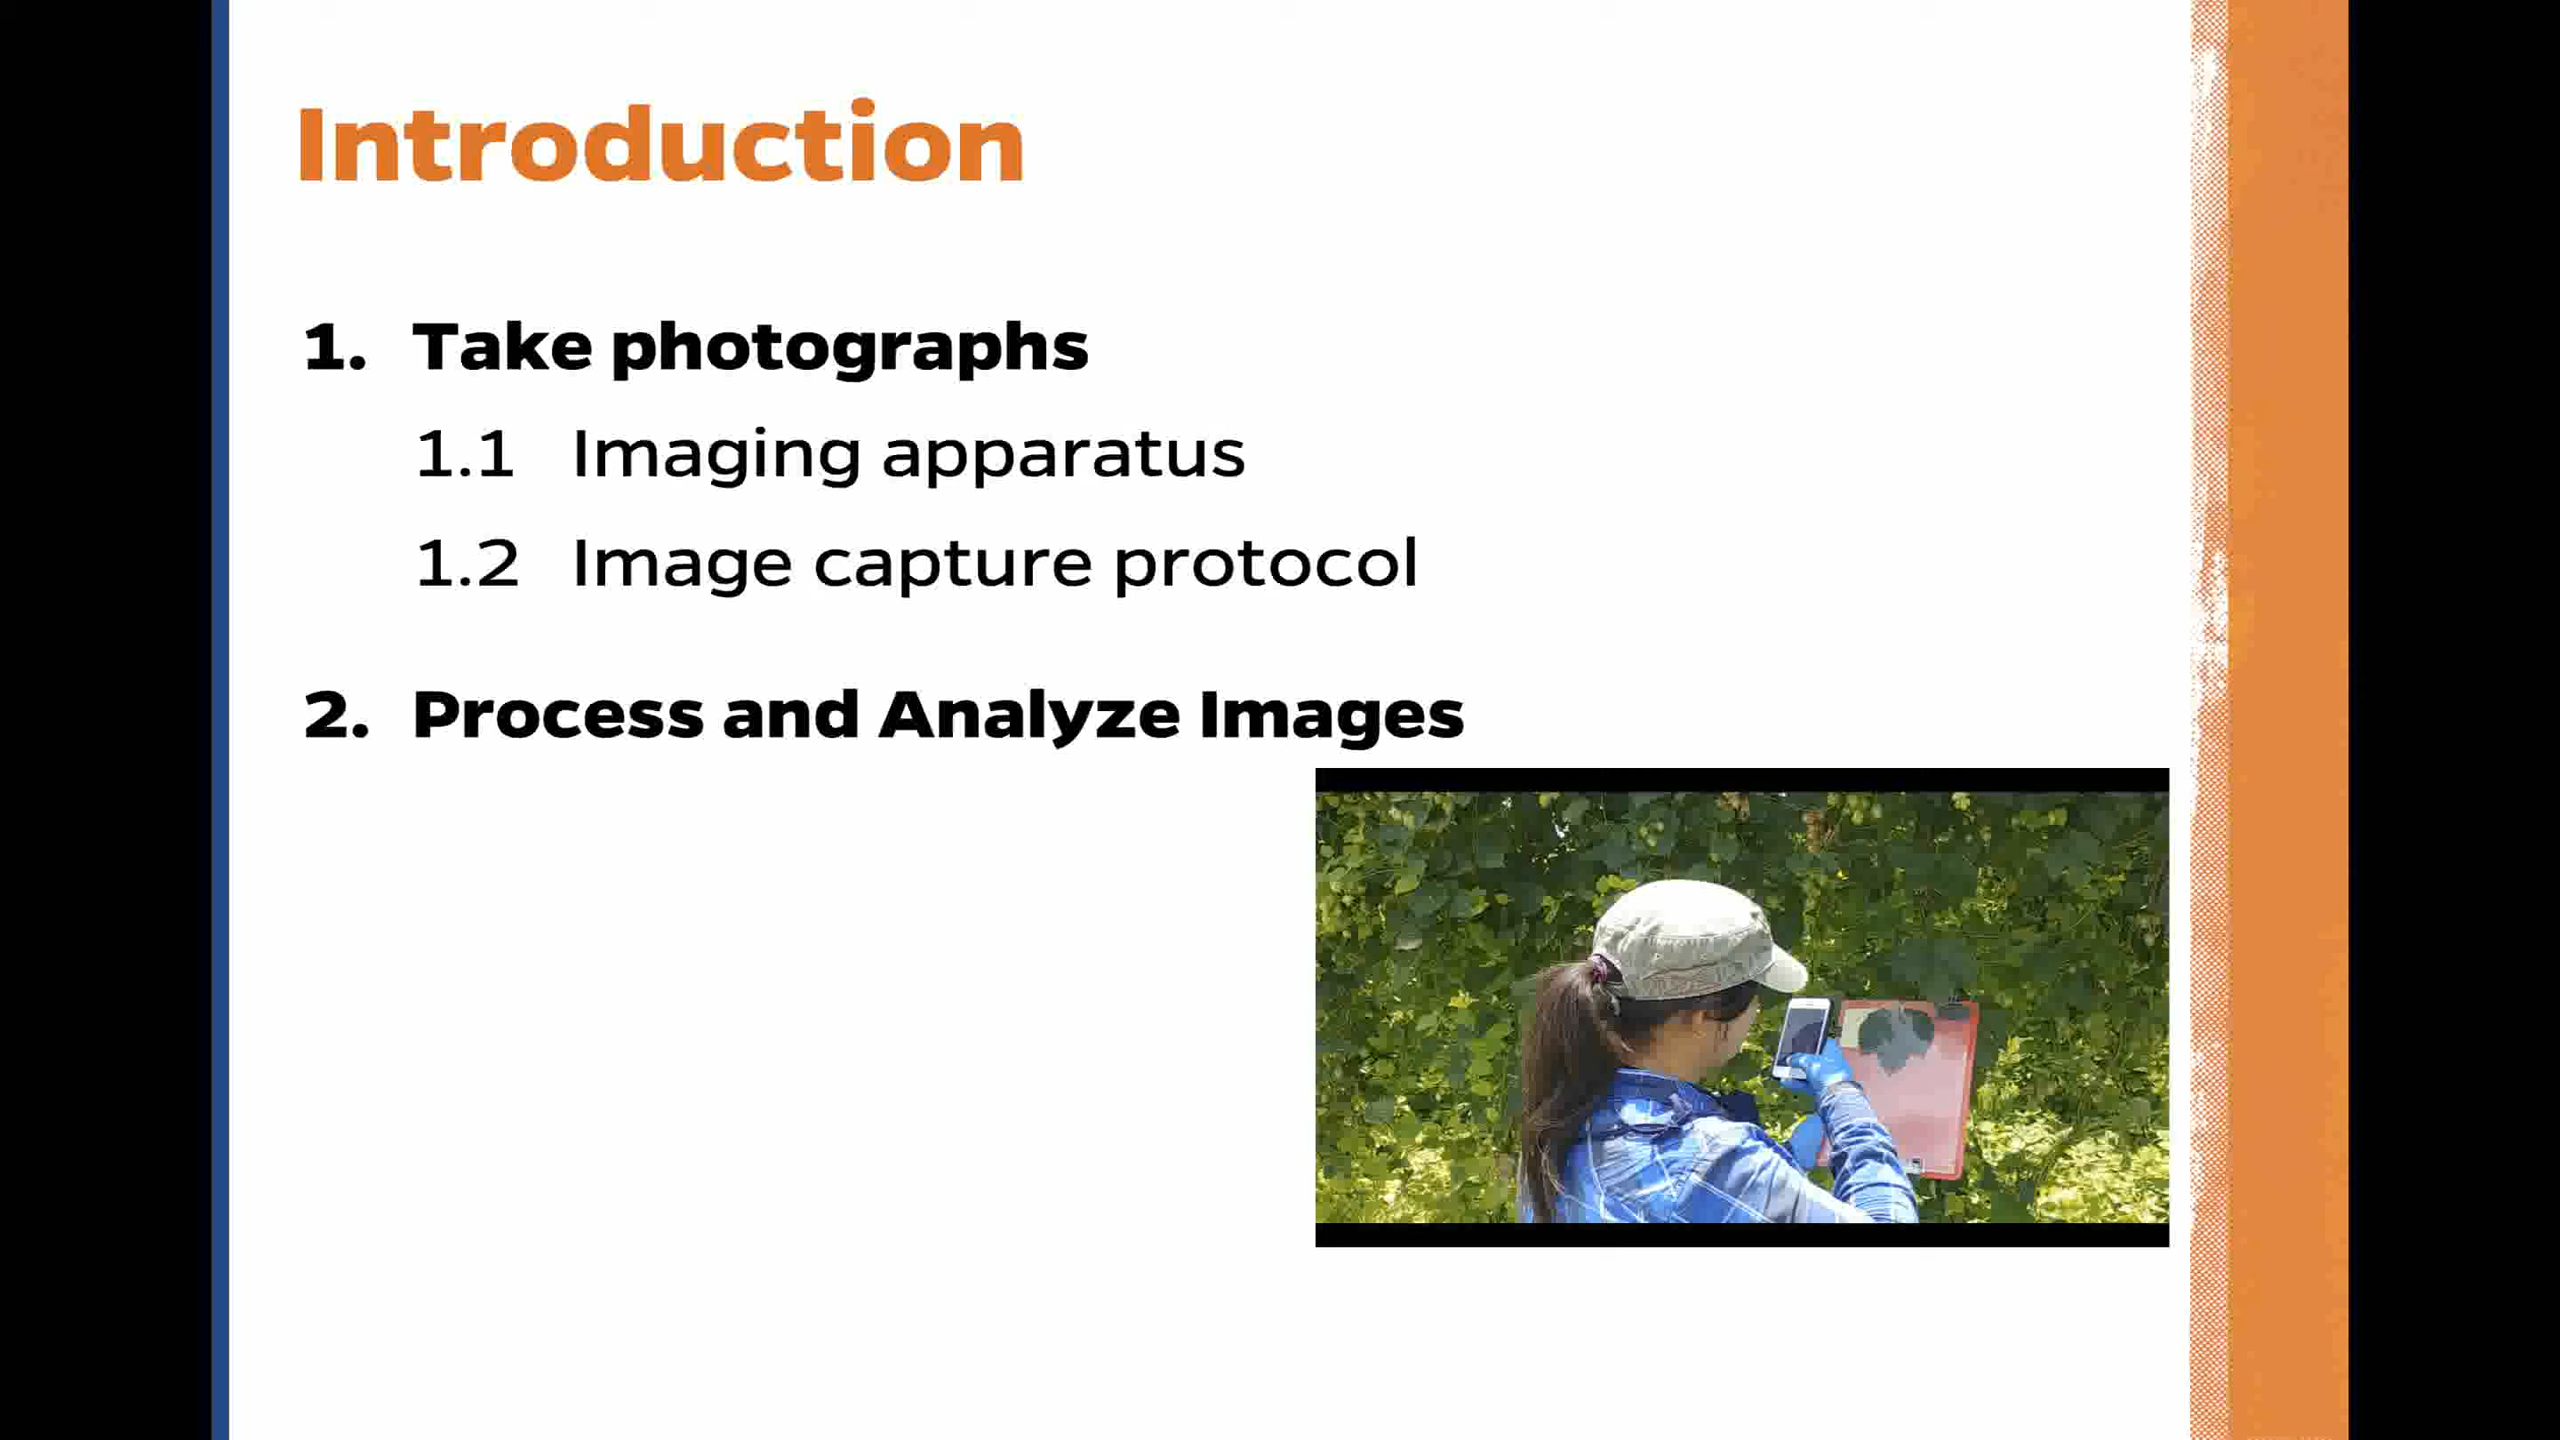 Introduction
1. Take photographs
1.1 Imaging apparatus
1.2 Image capture protocol
2. Process and Analyze Images